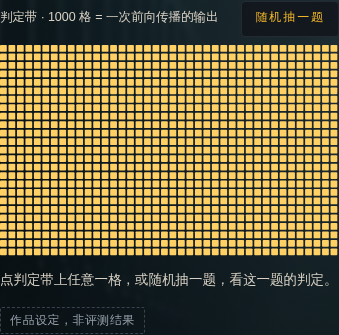 判定带 · 1000 格 = 一次前向传播的输出
随机抽一题
点判定带上任意一格，或随机抽一题，看这一题的判定。
作品设定，非评测结果